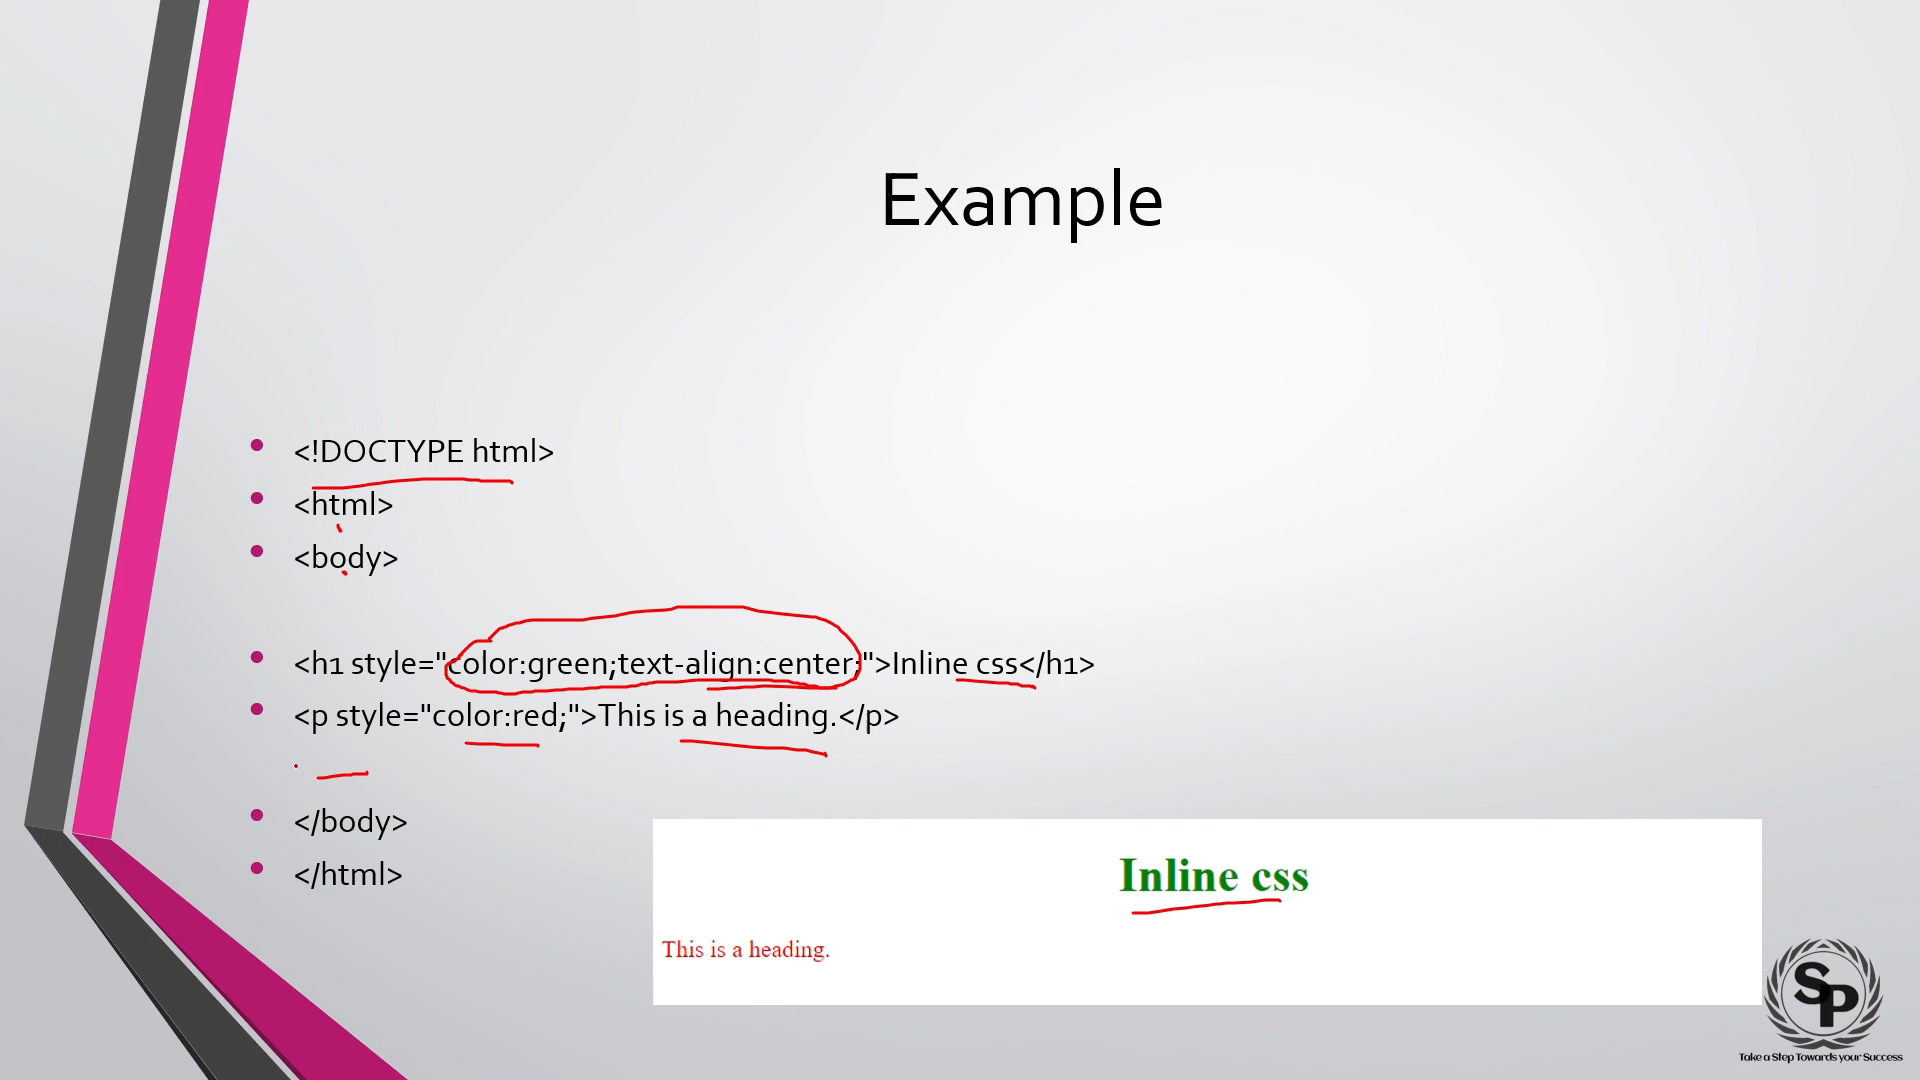 Example
<!DOCTYPE html>
<html>
<body>
<h1 style="color:green;text-align:center;">Inline css</h1>
<p style="color:red;">This is a heading.</p>
</body>
</html>
Inline css
This is a heading.
SP
Take a Step Towards your Success